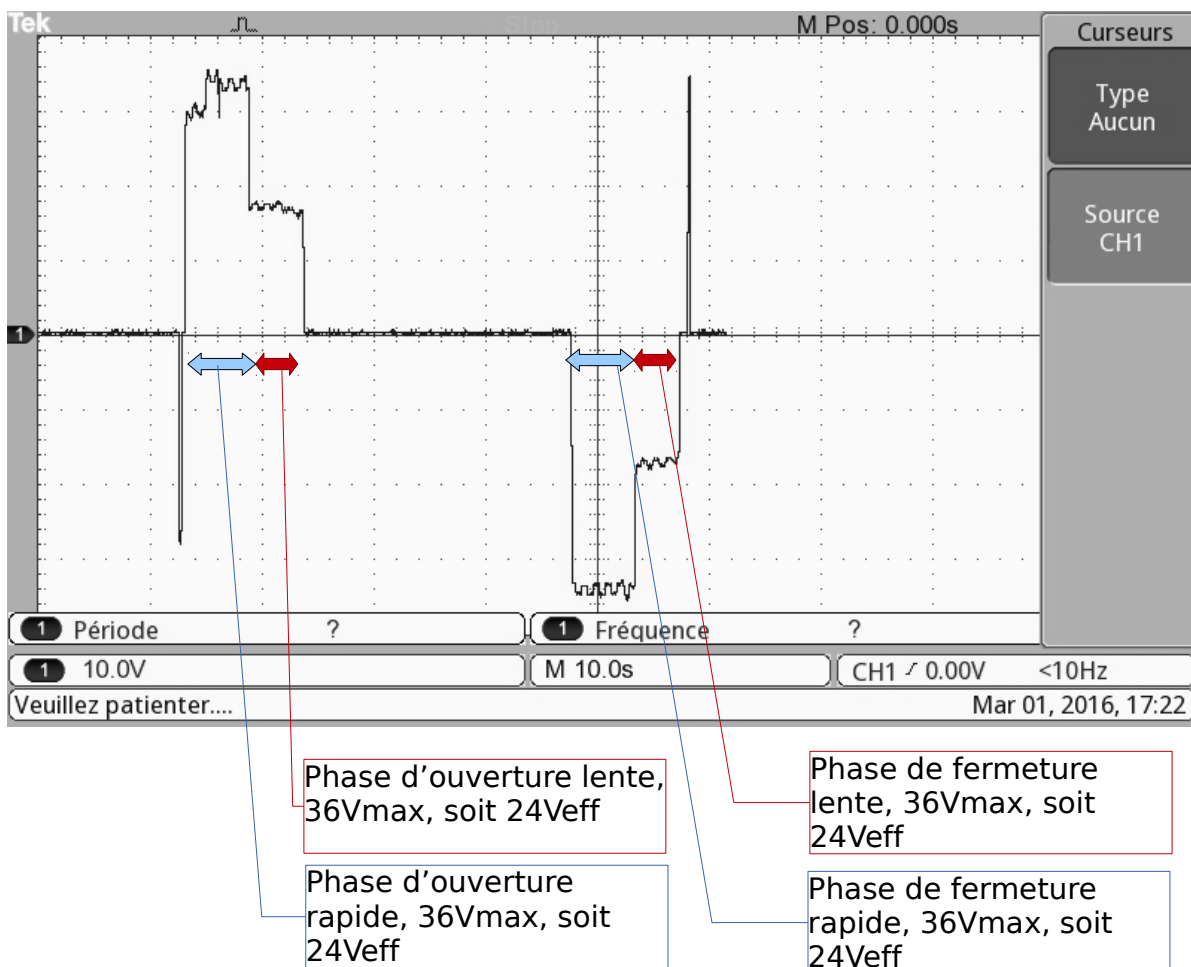 Tek
Stop
M Pos: 0.000s
Curseurs
Type
Aucun
Source
CH1
1
1 Période ?
1 Fréquence ?
1 10.0V
M 10.0s
CH1 0.00V <10Hz
Veuillez patienter....
Mar 01, 2016, 17:22
Phase d’ouverture lente,
36Vmax, soit 24Veff
Phase de fermeture
lente, 36Vmax, soit
24Veff
Phase d’ouverture
rapide, 36Vmax, soit
24Veff
Phase de fermeture
rapide, 36Vmax, soit
24Veff